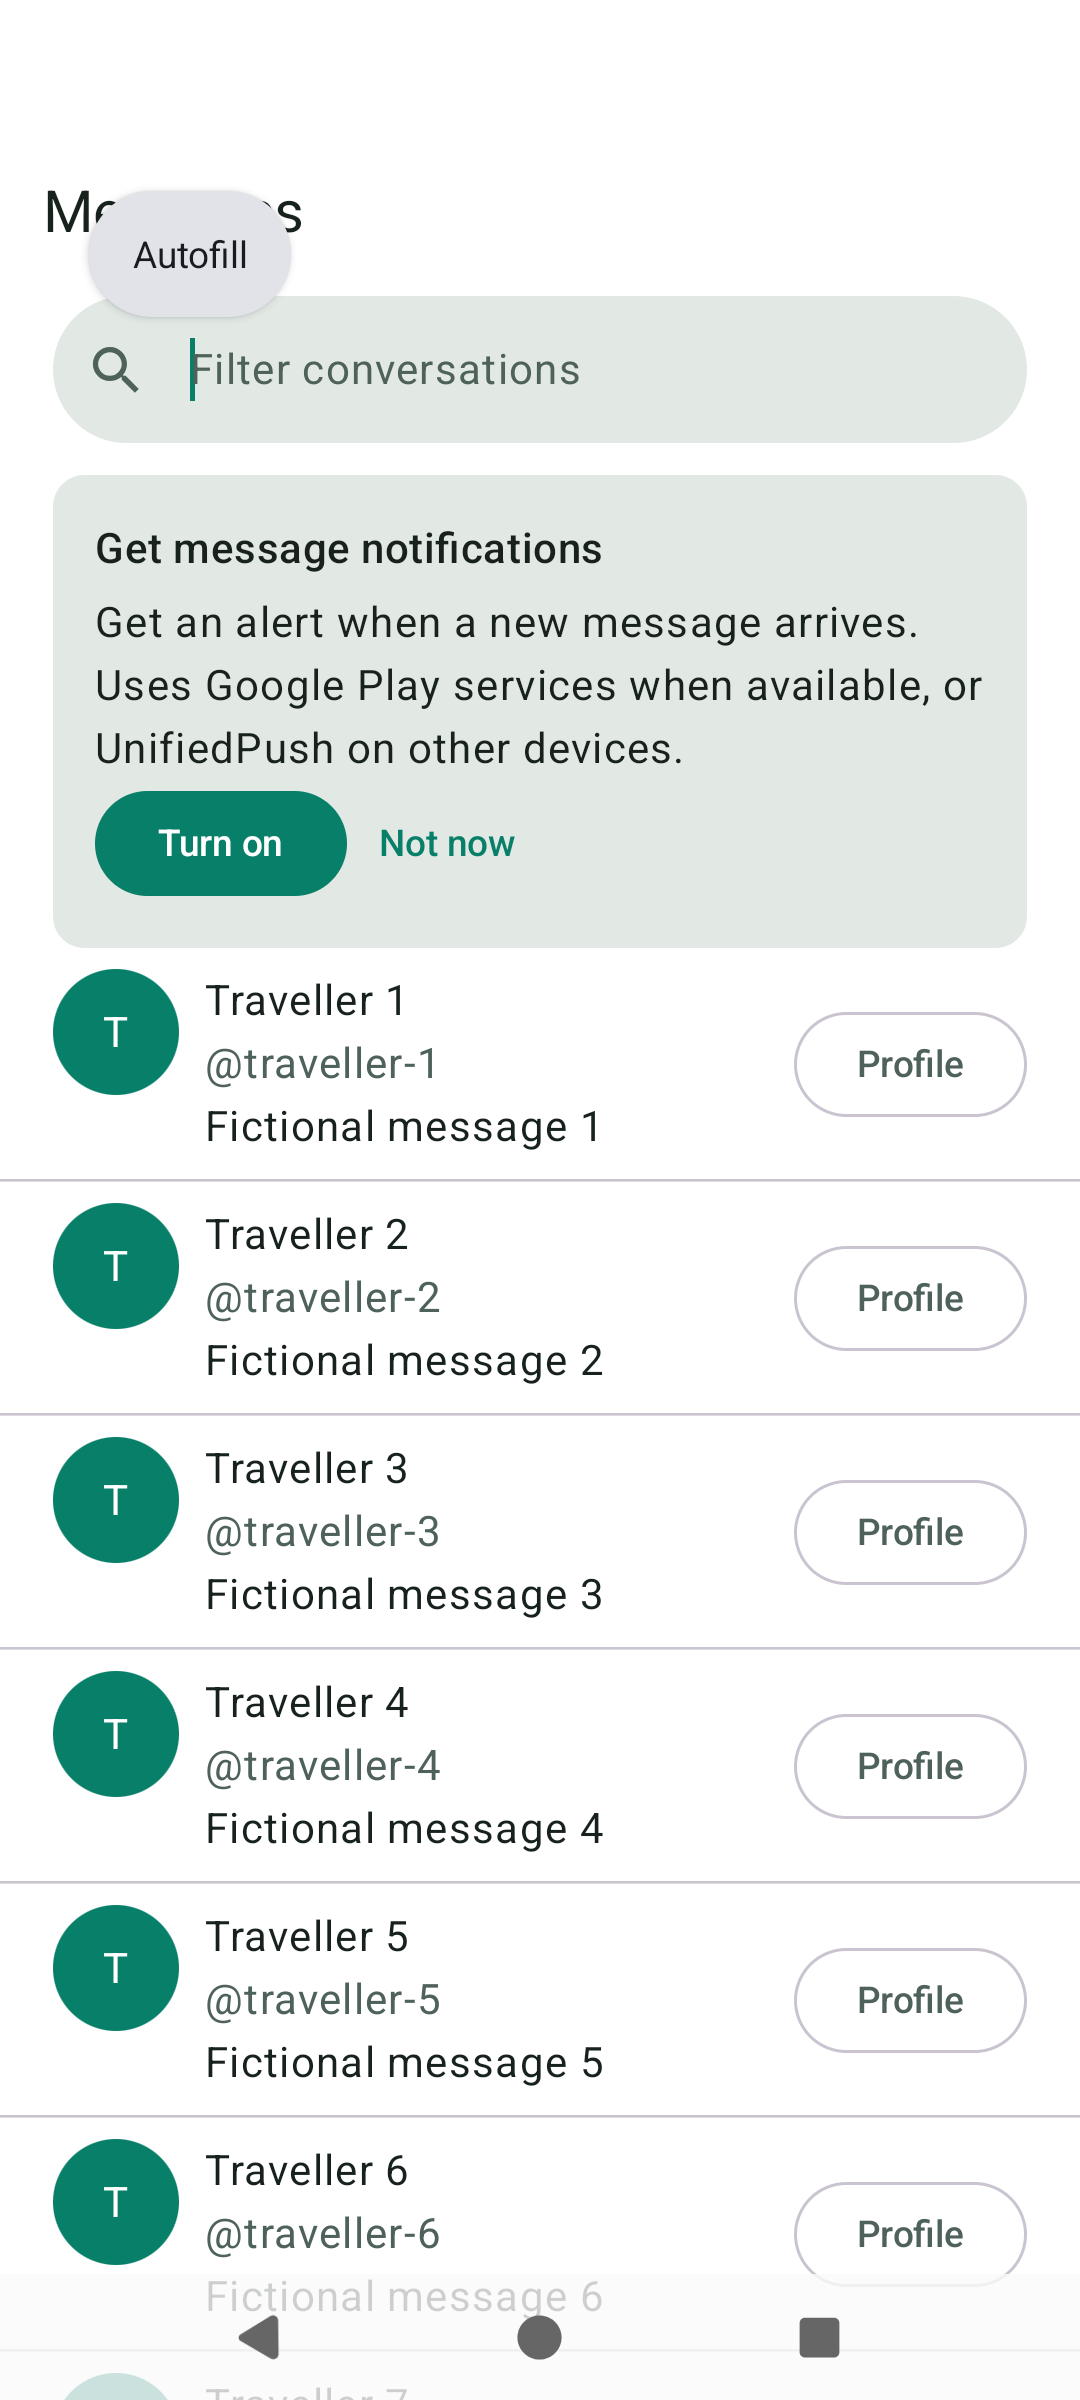 Autofill
Filter conversations
Get message notifications
Get an alert when a new message arrives.
Uses Google Play services when available, or
UnifiedPush on other devices.
Turn on
Not now
T
Traveller 1
@traveller-1
Fictional message 1
Profile
T
Traveller 2
@traveller-2
Fictional message 2
Profile
T
Traveller 3
@traveller-3
Fictional message 3
Profile
T
Traveller 4
@traveller-4
Fictional message 4
Profile
T
Traveller 5
@traveller-5
Fictional message 5
Profile
T
Traveller 6
@traveller-6
Fictional message 6
Profile
Traveller 7